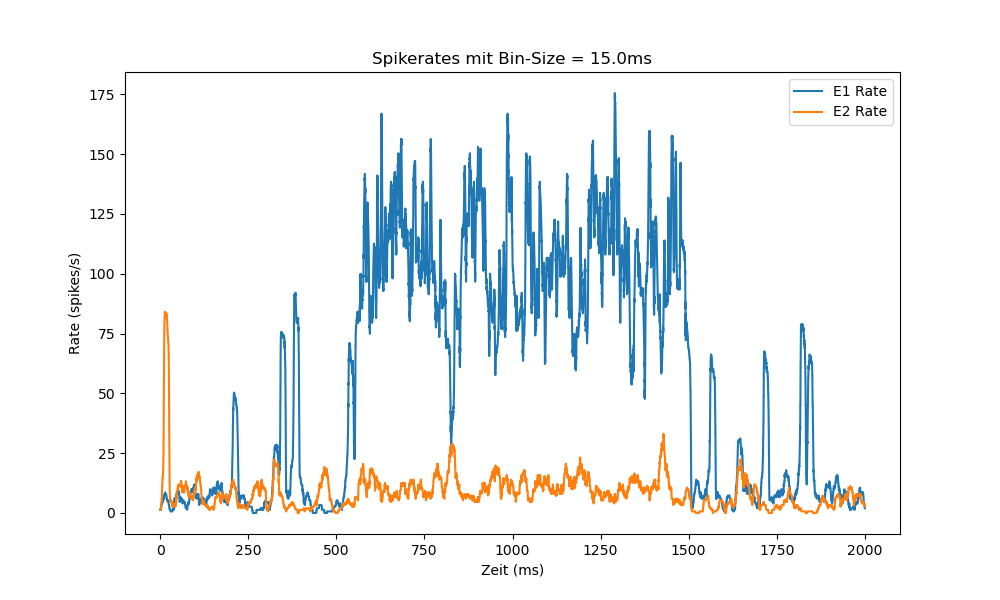 Spikerates mit Bin-Size = 15.0ms
E1 Rate
E2 Rate
175
150
125
100
75
50
25
0
Rate (spikes/s)
0 250 500 750 1000 1250 1500 1750 2000
Zeit (ms)